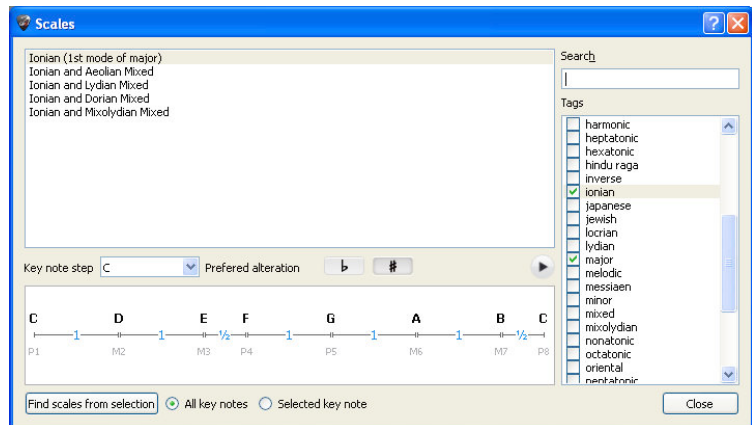 Scales
Ionian (1st mode of major)
Ionian and Aeolian Mixed
Ionian and Lydian Mixed
Ionian and Dorian Mixed
Ionian and Mixolydian Mixed
Search
Tags
harmonic
heptatonic
hexatonic
hindu raga
inverse
ionian
japanese
jewish
locrian
lydian
major
melodic
messiaen
minor
mixed
mixolydian
nonatonic
octatonic
oriental
pentatonic
Key note step C Prefered alteration ♭ #
C D E F G A B C
1 1 ½ 1 1 1 ½
P1 M2 M3 P4 P5 M6 M7 P8
Find scales from selection All key notes Selected key note Close